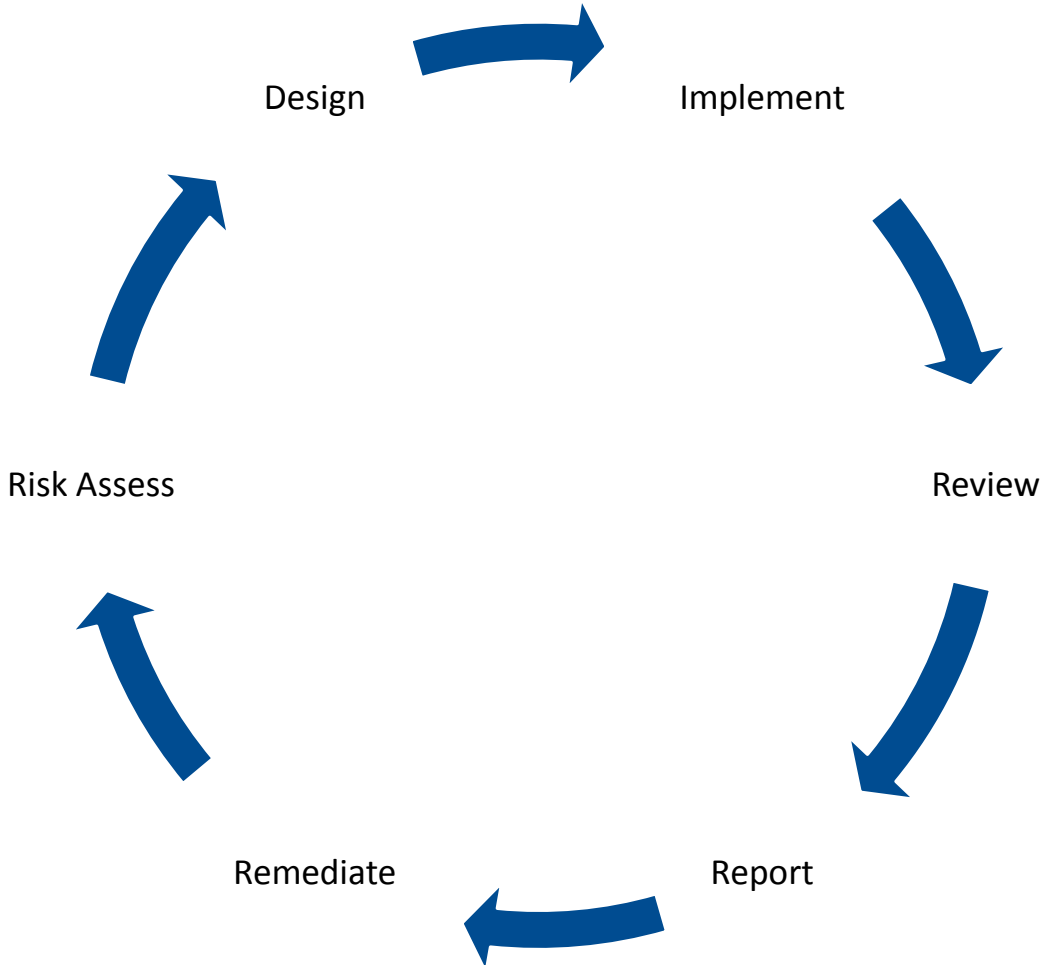 Design
Implement
Risk Assess
Review
Remediate
Report